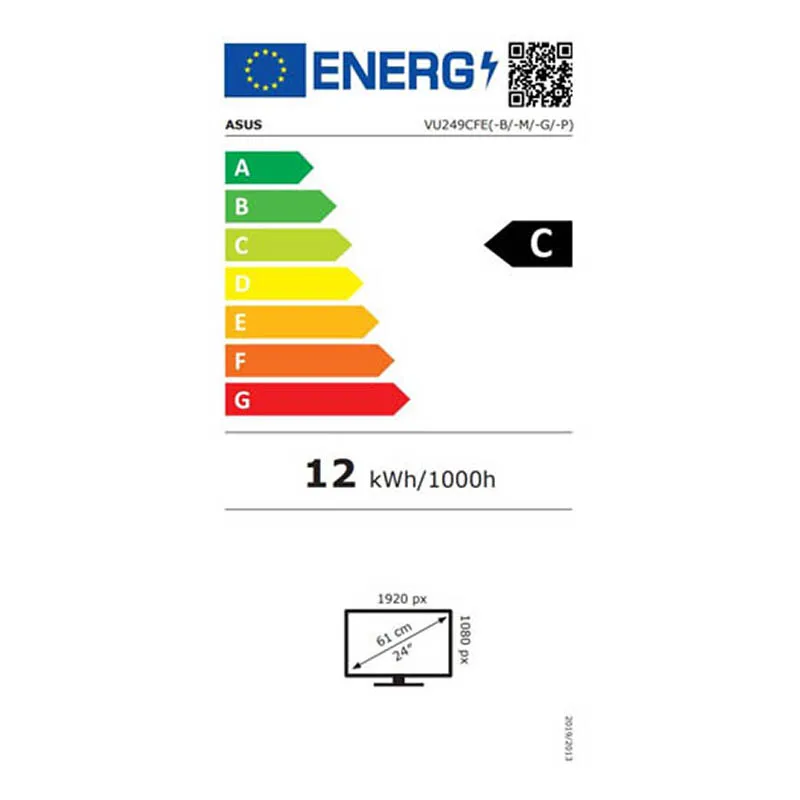 ENERG
ASUS VU249CFE(-B/-M/-G/-P)
A
B
C
C
D
E
F
G
12 kWh/1000h
1920 px
1080 px
61 cm
24"
2019/2013